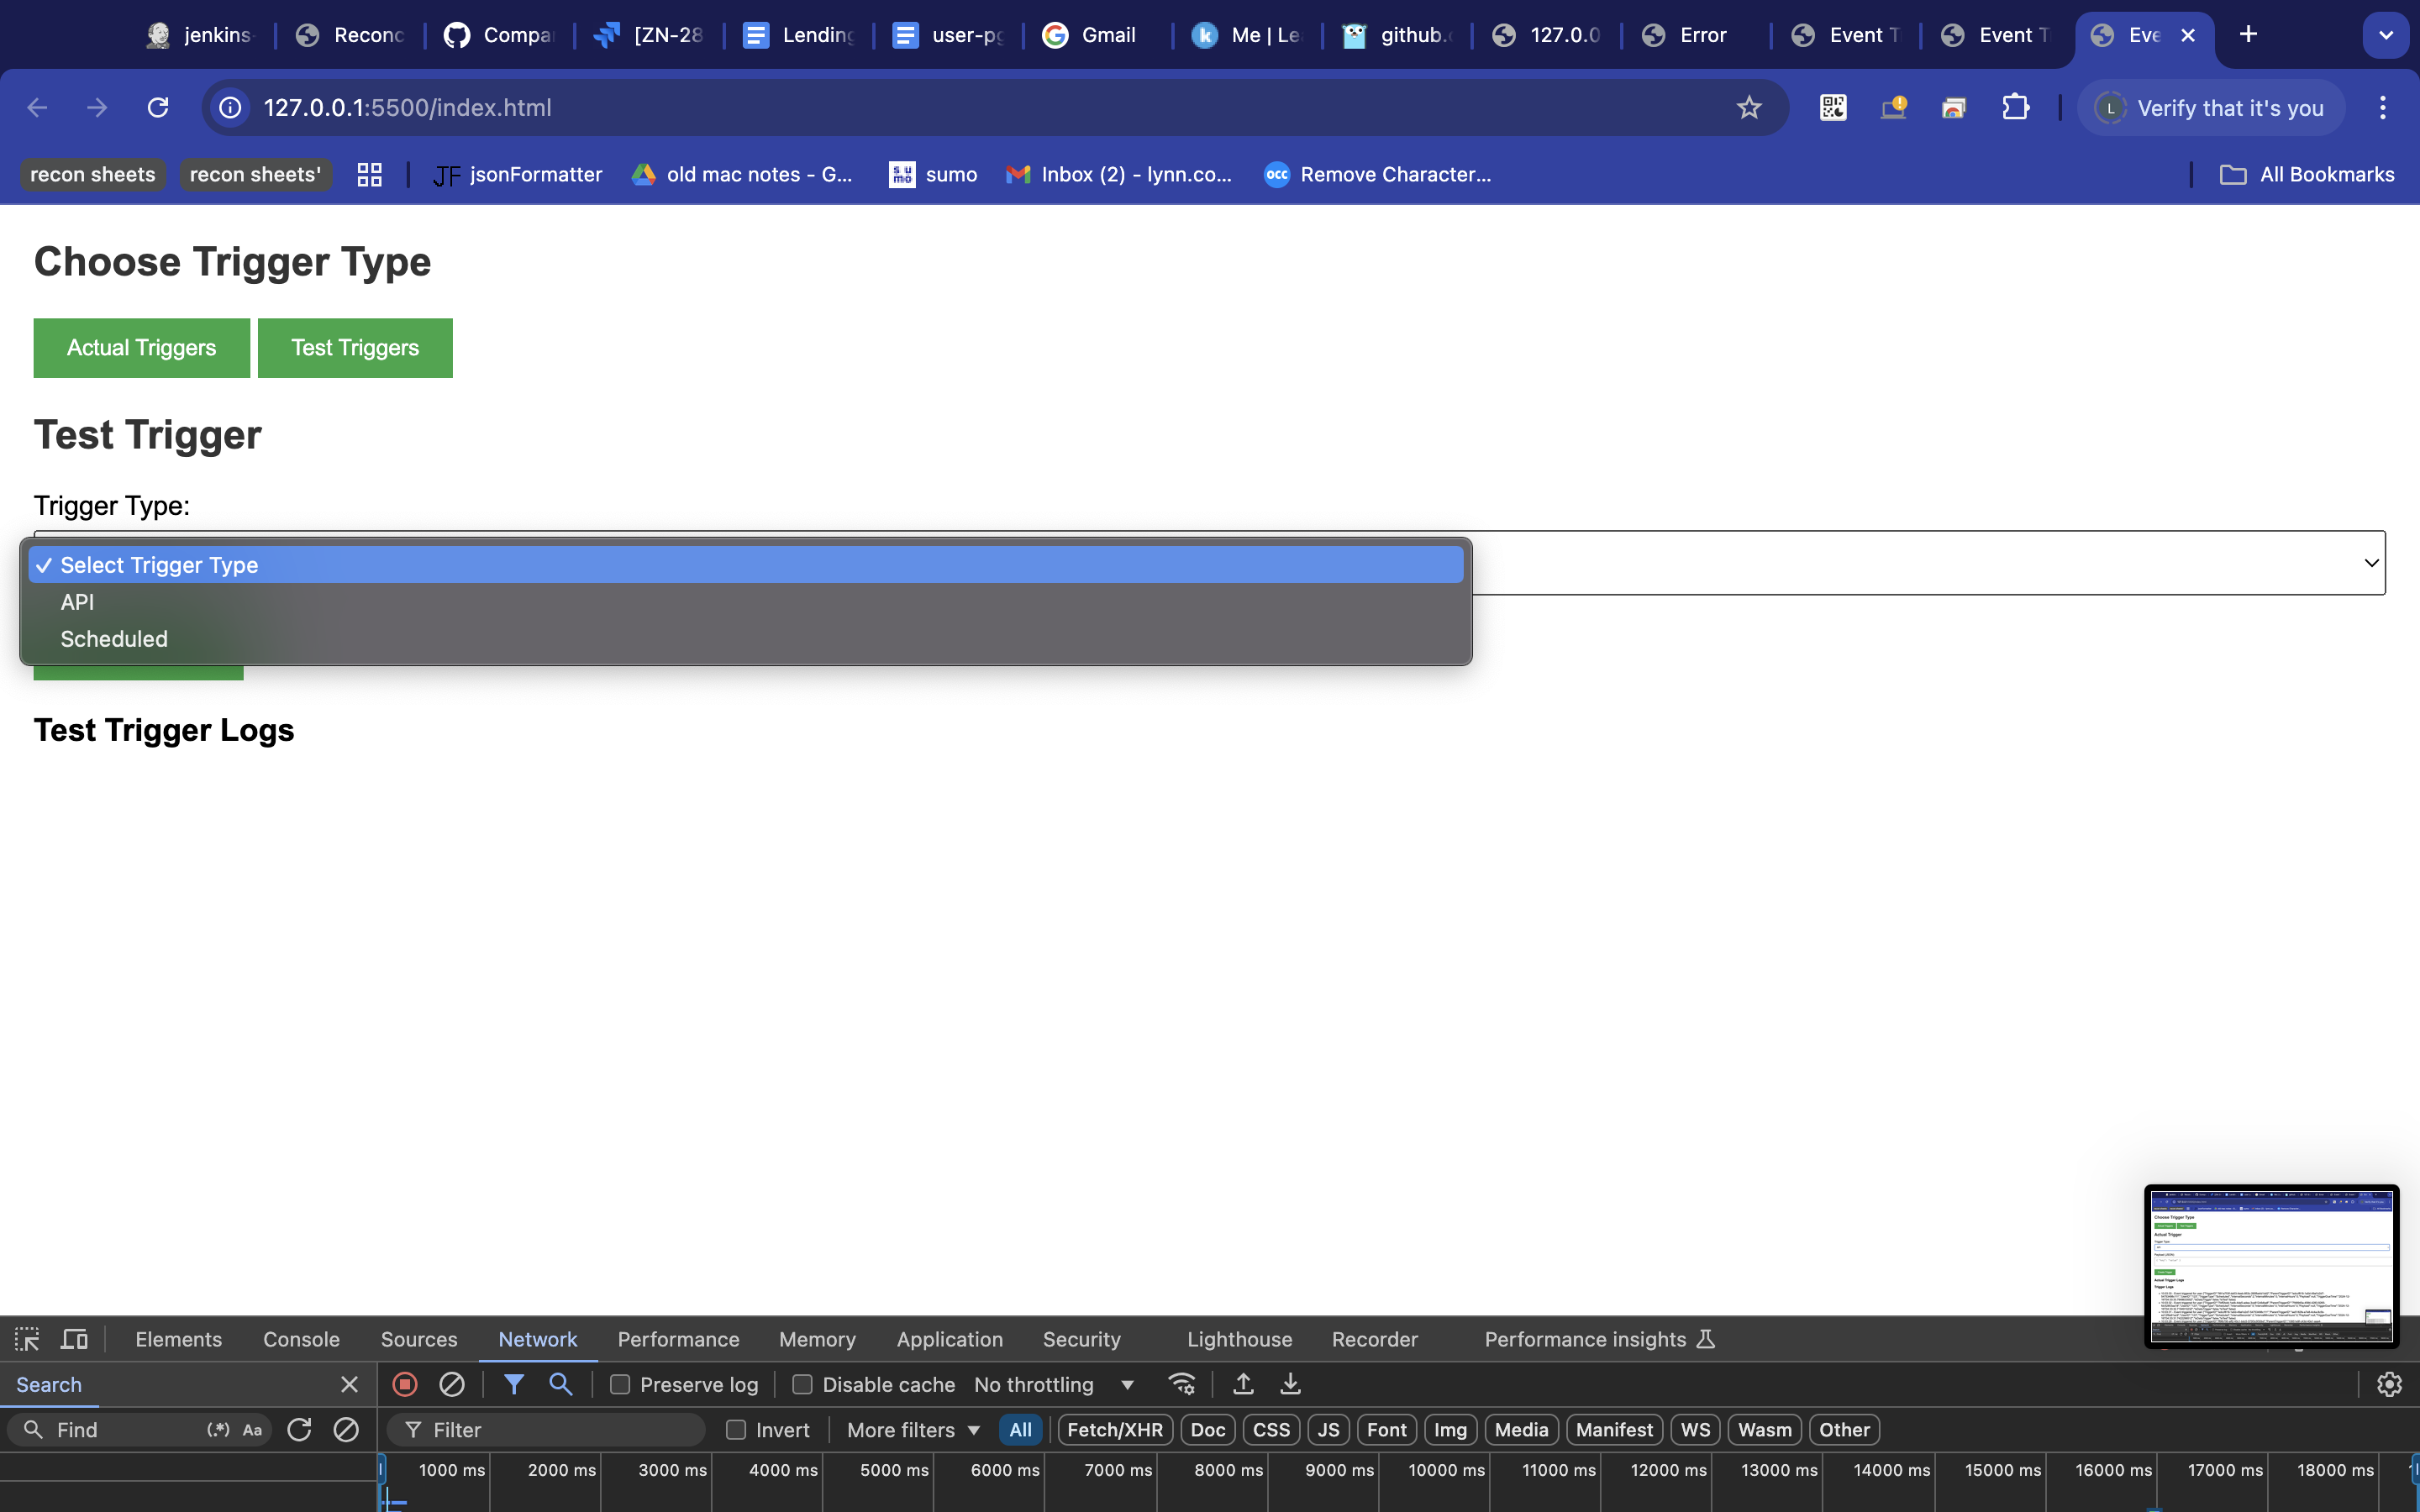 jenkins-
Recond
Compar
[ZN-28
Lending
user-pg
Gmail
Me | Le
github.c
127.0.0
Error
Event T
Event T
Eve
127.0.0.1:5500/index.html
Verify that it's you
recon sheets
recon sheets'
jsonFormatter
old mac notes - G...
sumo
Inbox (2) - lynn.co...
Remove Character...
All Bookmarks
Choose Trigger Type
Actual Triggers
Test Triggers
Test Trigger
Trigger Type:
✓ Select Trigger Type
API
Scheduled
Test Trigger Logs
Elements
Console
Sources
Network
Performance
Memory
Application
Security
Lighthouse
Recorder
Performance insights
Search
Preserve log
Disable cache
No throttling
Find
(.*)
Aa
Filter
Invert
More filters
All
Fetch/XHR
Doc
CSS
JS
Font
Img
Media
Manifest
WS
Wasm
Other
1000 ms
2000 ms
3000 ms
4000 ms
5000 ms
6000 ms
7000 ms
8000 ms
9000 ms
10000 ms
11000 ms
12000 ms
13000 ms
14000 ms
15000 ms
16000 ms
17000 ms
18000 ms